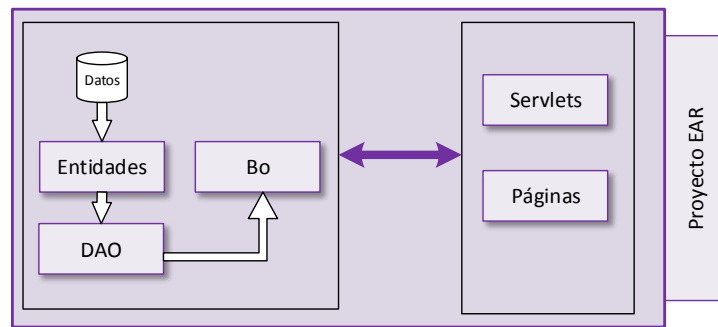 Datos
Entidades
DAO
Bo
Servlets
Páginas
Proyecto EAR